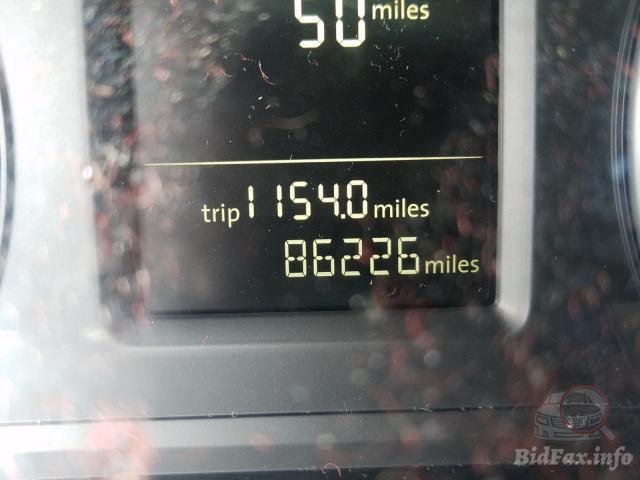 50 miles
trip 1154.0 miles
86226 miles
BidFax.info